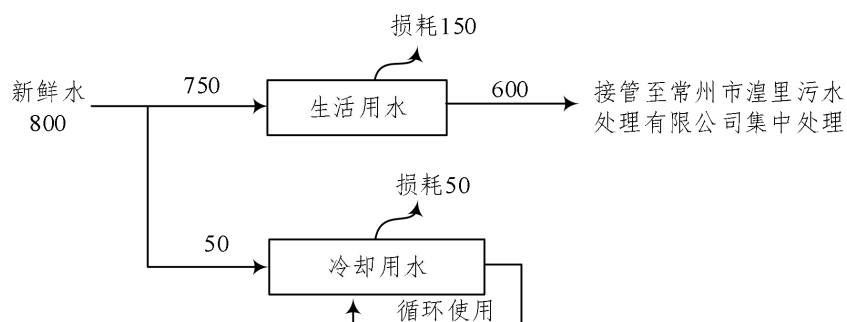 损耗150
新鲜水
800
750
生活用水
600
接管至常州市湟里污水
处理有限公司集中处理
损耗50
50
冷却用水
循环使用